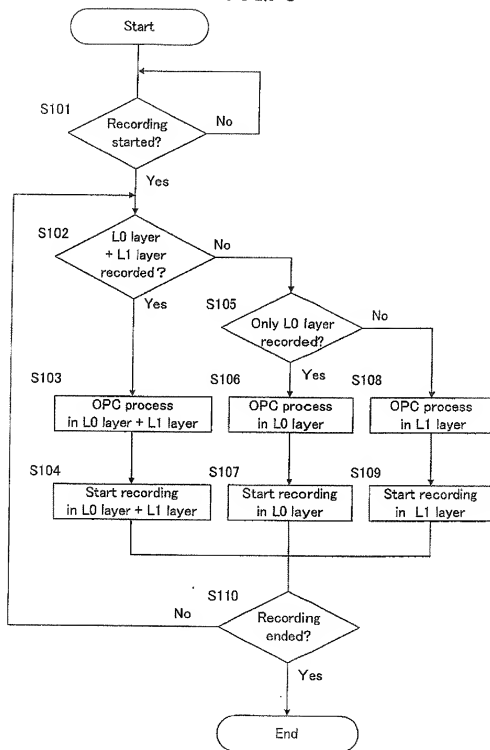 Start
S101
Recording
started?
No
Yes
S102
L0 layer
+ L1 layer
recorded?
No
Yes
S105
Only L0 layer
recorded?
No
Yes
S103
S106
S108
OPC process
in L0 layer + L1 layer
OPC process
in L0 layer
OPC process
in L1 layer
S104
S107
S109
Start recording
in L0 layer + L1 layer
Start recording
in L0 layer
Start recording
in L1 layer
S110
No
Recording
ended?
Yes
End